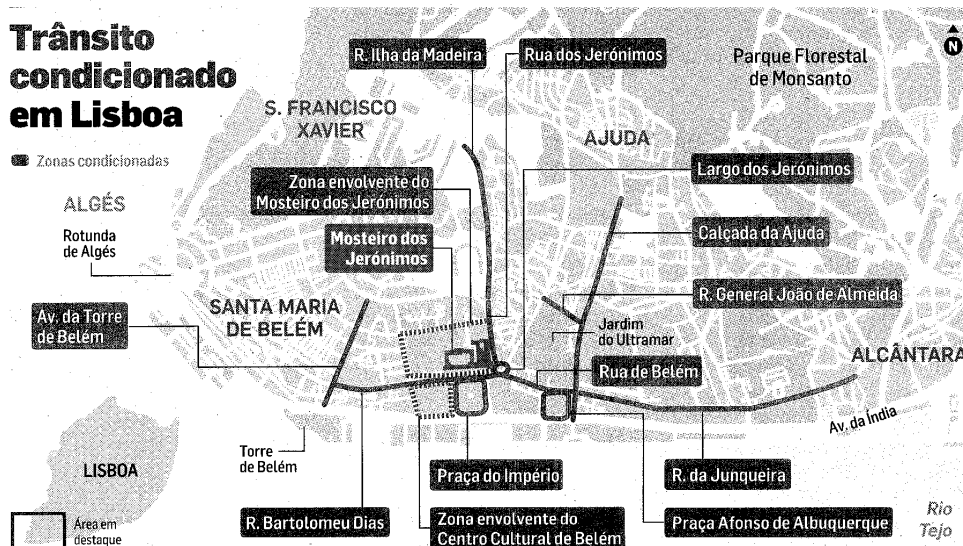 Trânsito
condicionado
em Lisboa
Zonas condicionadas
ALGÉS
Rotunda
de Algés
Av. da Torre
de Belém
R. Ilha da Madeira
Rua dos Jerónimos
Parque Florestal
de Monsanto
N
S. FRANCISCO
XAVIER
AJUDA
Zona envolvente do
Mosteiro dos Jerónimos
Largo dos Jerónimos
Mosteiro dos
Jerónimos
Calçada da Ajuda
SANTA MARIA
DE BELÉM
R. General João de Almeida
Jardim
do Ultramar
ALCÂNTARA
Rua de Belém
Av. da Índia
Torre
de Belém
LISBOA
Praça do Império
R. da Junqueira
Área em
destaque
R. Bartolomeu Dias
Zona envolvente do
Centro Cultural de Belém
Praça Afonso de Albuquerque
Rio
Tejo